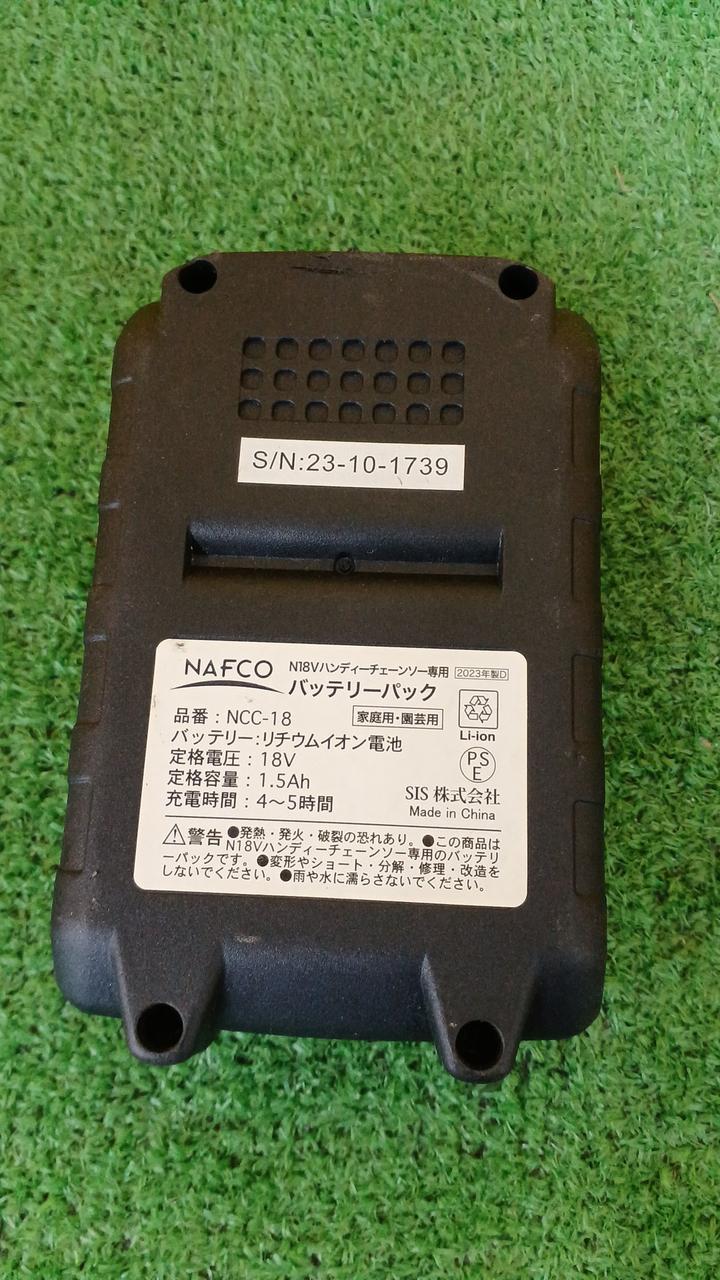 S/N:23-10-1739
NAFCO N18Vハンディーチェーンソー専用 2023年製D
バッテリーパック
品番：NCC-18 家庭用・園芸用
バッテリー：リチウムイオン電池 Li-ion
定格電圧：18V PSE
定格容量：1.5Ah
充電時間：4～5時間 SIS 株式会社
Made in China
⚠警告 ●発熱・発火・破裂の恐れあり。●この商品は
N18Vハンディーチェーンソー専用のバッテリ
ーパックです。●変形やショート・分解・修理・改造を
しないでください。●雨や水に濡らさないでください。